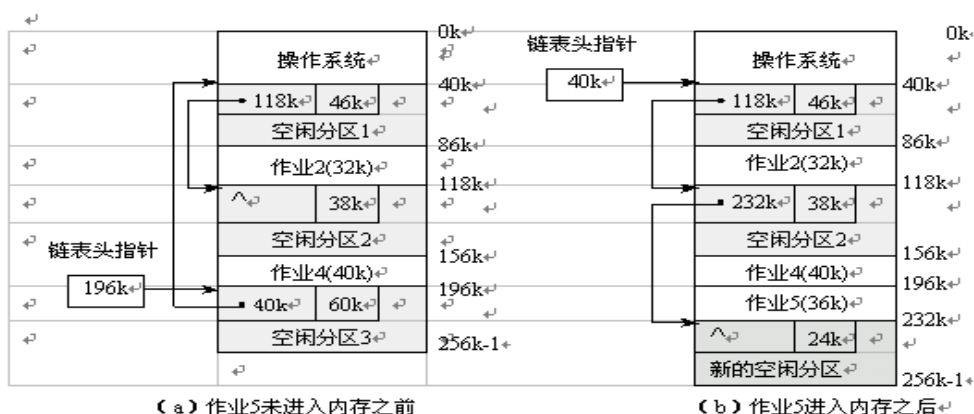 0k
操作系统
40k
118k 46k
空闲分区1
86k
作业2(32k)
118k
^ 38k
空闲分区2
156k
链表头指针
作业4(40k)
196k
196k
40k 60k
空闲分区3
256k-1
(a)作业5未进入内存之前
0k
链表头指针
操作系统
40k
40k
118k 46k
空闲分区1
86k
作业2(32k)
118k
232k 38k
空闲分区2
156k
作业4(40k)
196k
作业5(36k)
232k
^ 24k
新的空闲分区
256k-1
(b)作业5进入内存之后